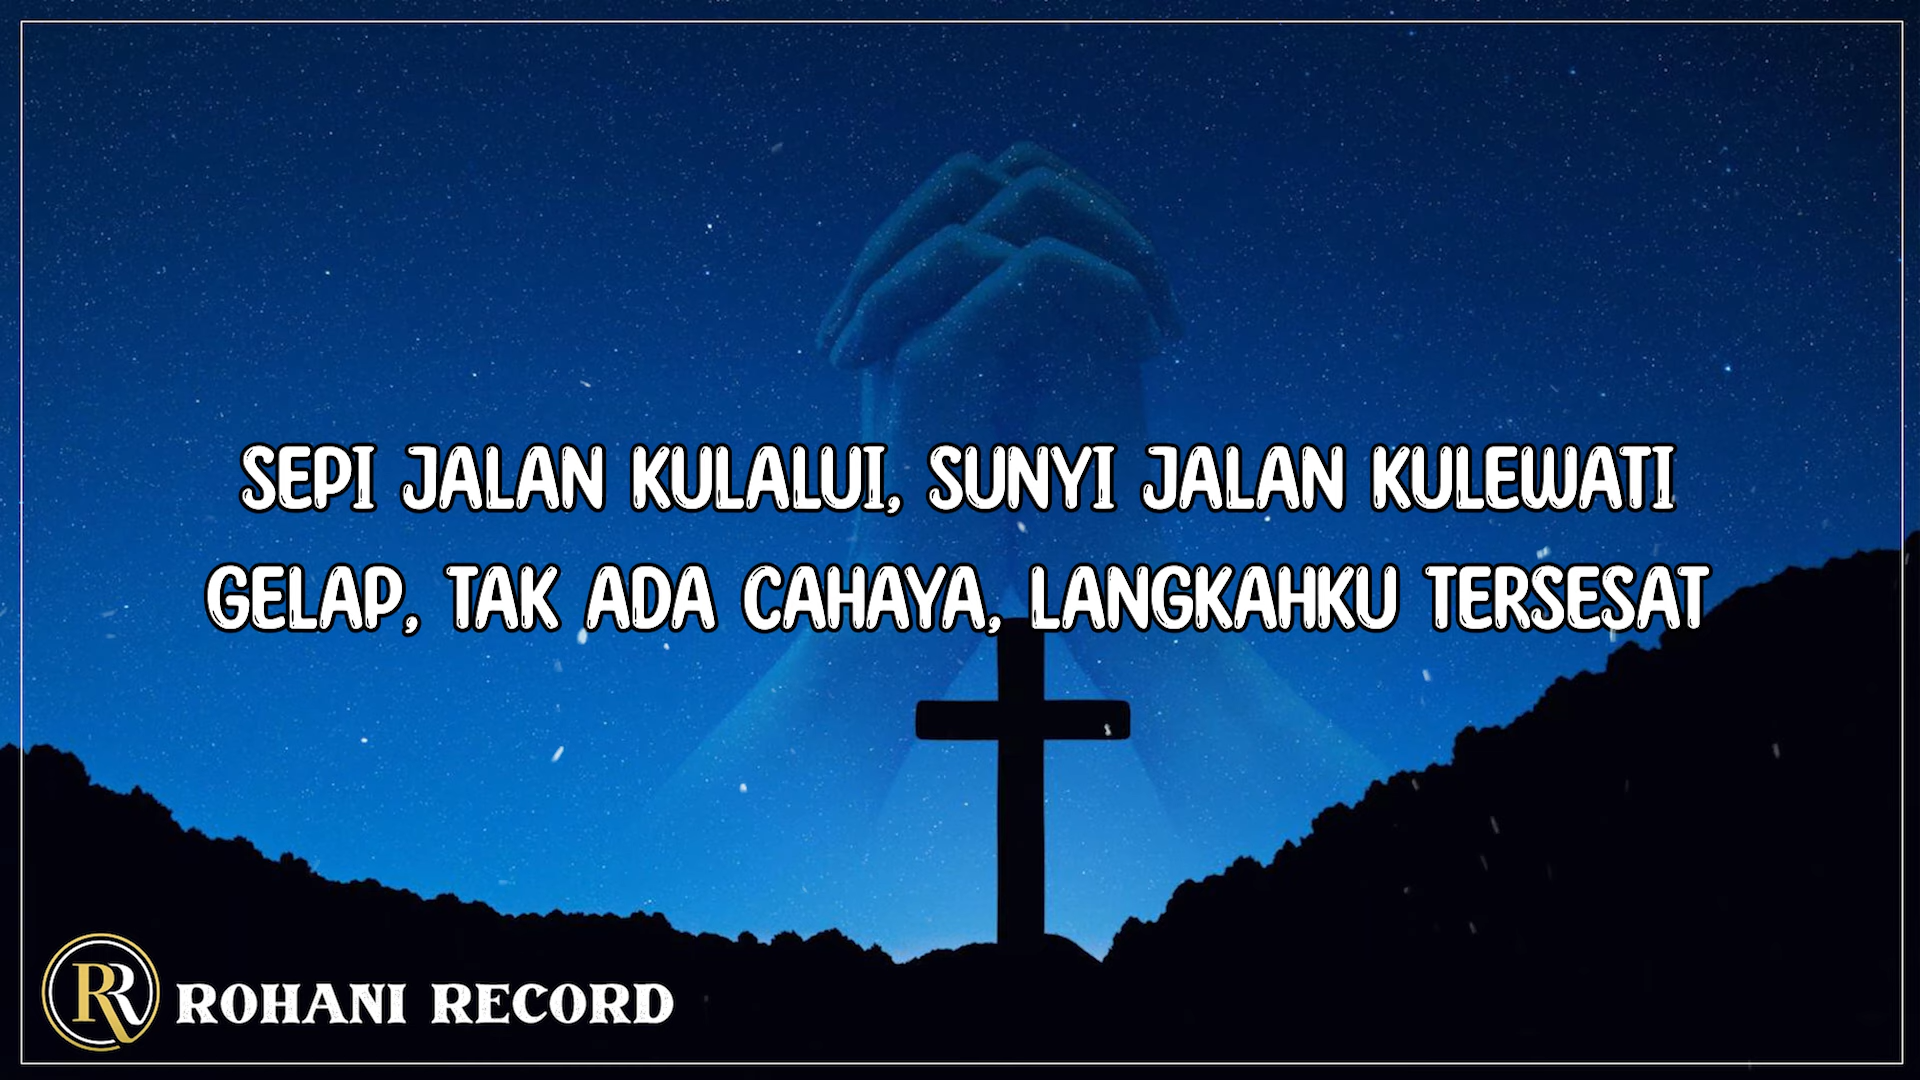 SEPI JALAN KULALUI, SUNYI JALAN KULEWATI
GELAP, TAK ADA CAHAYA, LANGKAHKU TERSESAT
RR ROHANI RECORD